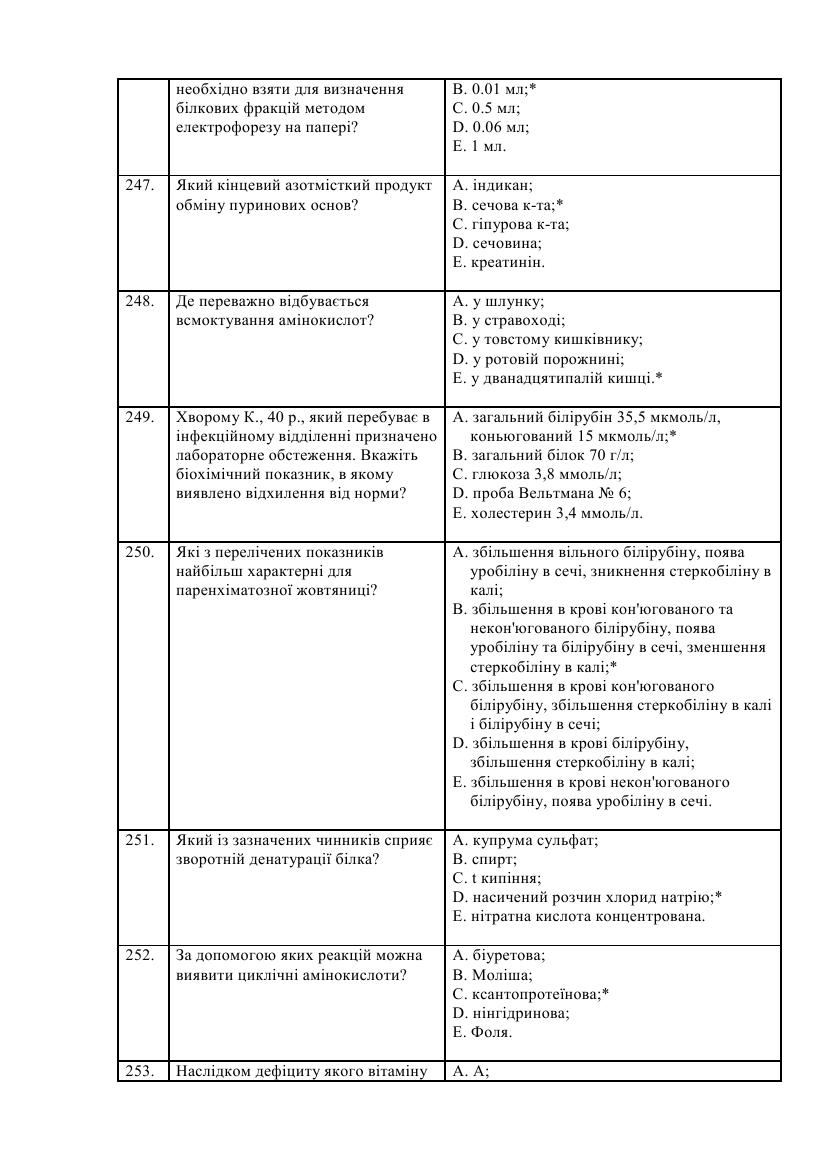 необхідно взяти для визначення
білкових фракцій методом
електрофорезу на папері?
B. 0.01 мл;*
C. 0.5 мл;
D. 0.06 мл;
E. 1 мл.
247.
Який кінцевий азотмісткий продукт
обміну пуринових основ?
A. індикан;
B. сечова к-та;*
C. гіпурова к-та;
D. сечовина;
E. креатинін.
248.
Де переважно відбувається
всмоктування амінокислот?
A. у шлунку;
B. у стравоході;
C. у товстому кишківнику;
D. у ротовій порожнині;
E. у дванадцятипалій кишці.*
249.
Хворому К., 40 р., який перебуває в
інфекційному відділенні призначено
лабораторне обстеження. Вкажіть
біохімічний показник, в якому
виявлено відхилення від норми?
A. загальний білірубін 35,5 мкмоль/л,
коньюгований 15 мкмоль/л;*
B. загальний білок 70 г/л;
C. глюкоза 3,8 ммоль/л;
D. проба Вельтмана № 6;
E. холестерин 3,4 ммоль/л.
250.
Які з перелічених показників
найбільш характерні для
паренхіматозної жовтяниці?
A. збільшення вільного білірубіну, поява
уробіліну в сечі, зникнення стеркобіліну в
калі;
B. збільшення в крові кон'югованого та
некон'югованого білірубіну, поява
уробіліну та білірубіну в сечі, зменшення
стеркобіліну в калі;*
C. збільшення в крові кон'югованого
білірубіну, збільшення стеркобіліну в калі
і білірубіну в сечі;
D. збільшення в крові білірубіну,
збільшення стеркобіліну в калі;
E. збільшення в крові некон'югованого
білірубіну, поява уробіліну в сечі.
251.
Який із зазначених чинників сприяє
зворотній денатурації білка?
A. купрума сульфат;
B. спирт;
C. t кипіння;
D. насичений розчин хлорид натрію;*
E. нітратна кислота концентрована.
252.
За допомогою яких реакцій можна
виявити циклічні амінокислоти?
A. біуретова;
B. Моліша;
C. ксантопротеїнова;*
D. нінгідринова;
E. Фоля.
253.
Наслідком дефіциту якого вітаміну
A. А;